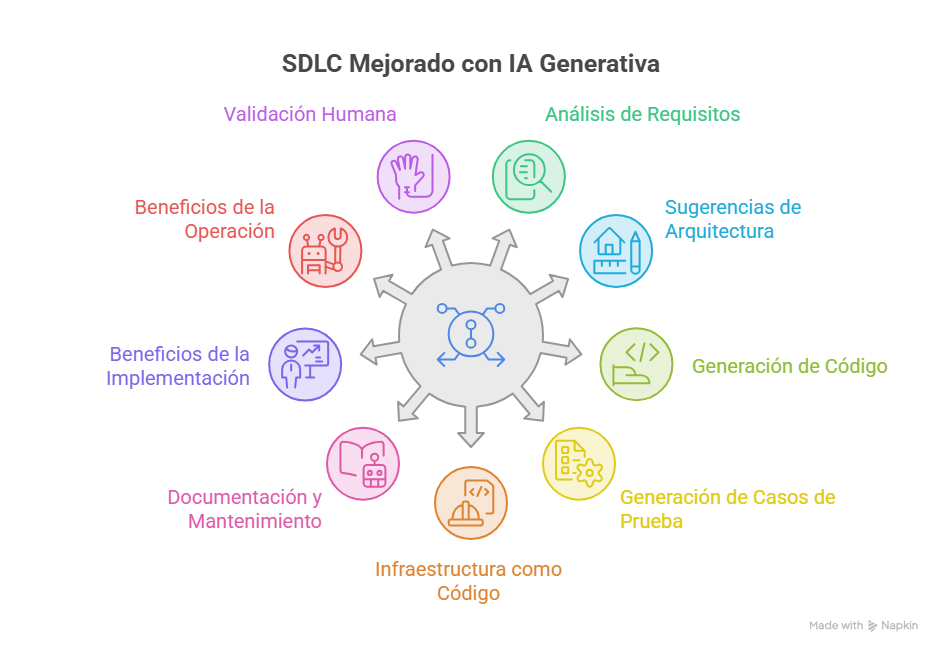 SDLC Mejorado con IA Generativa
Validación Humana
Análisis de Requisitos
Beneficios de la
Operación
Sugerencias de
Arquitectura
Beneficios de la
Implementación
Generación de Código
Documentación y
Mantenimiento
Generación de Casos de
Prueba
Infraestructura como
Código
Made with Napkin